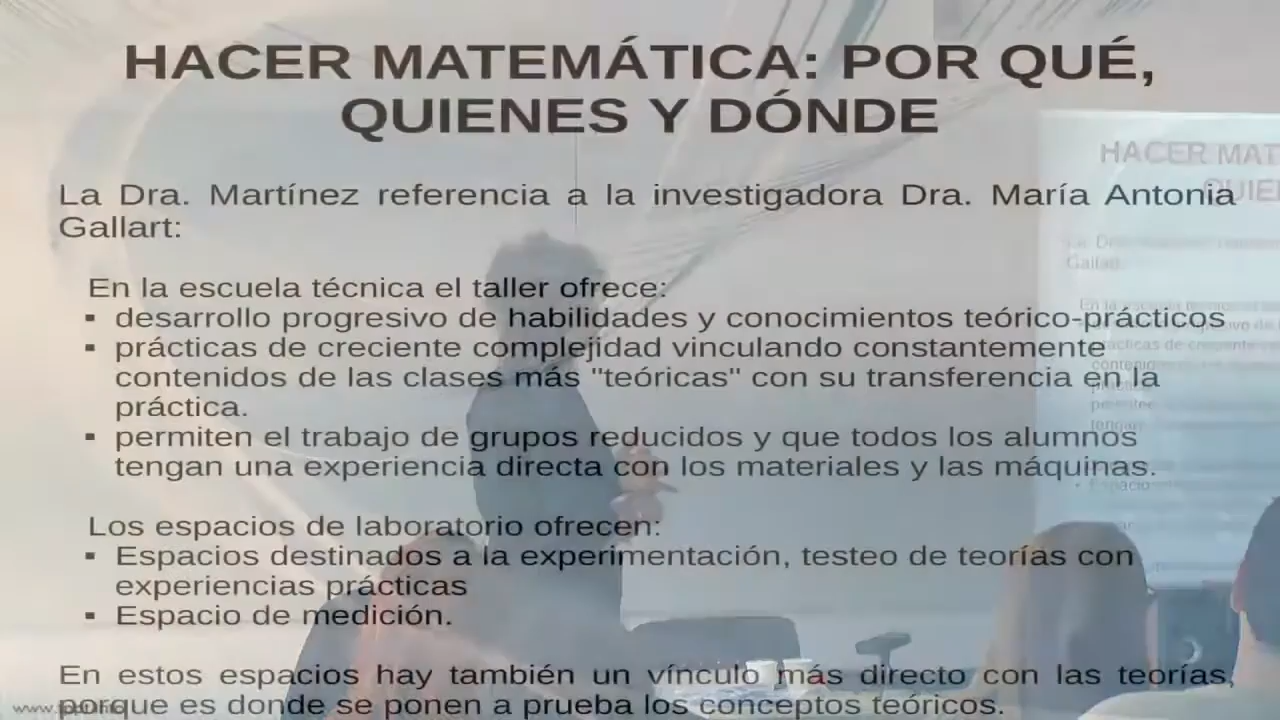 HACER MATEMÁTICA: POR QUÉ,
QUIENES Y DÓNDE
La Dra. Martínez referencia a la investigadora Dra. María Antonia
Gallart:
En la escuela técnica el taller ofrece:
▪ desarrollo progresivo de habilidades y conocimientos teórico-prácticos
▪ prácticas de creciente complejidad vinculando constantemente
contenidos de las clases más "teóricas" con su transferencia en la
práctica.
▪ permiten el trabajo de grupos reducidos y que todos los alumnos
tengan una experiencia directa con los materiales y las máquinas.
Los espacios de laboratorio ofrecen:
▪ Espacios destinados a la experimentación, testeo de teorías con
experiencias prácticas
▪ Espacio de medición.
En estos espacios hay también un vínculo más directo con las teorías,
porque es donde se ponen a prueba los conceptos teóricos.
HACER MAT
QUIE
Gallart:
Espacio